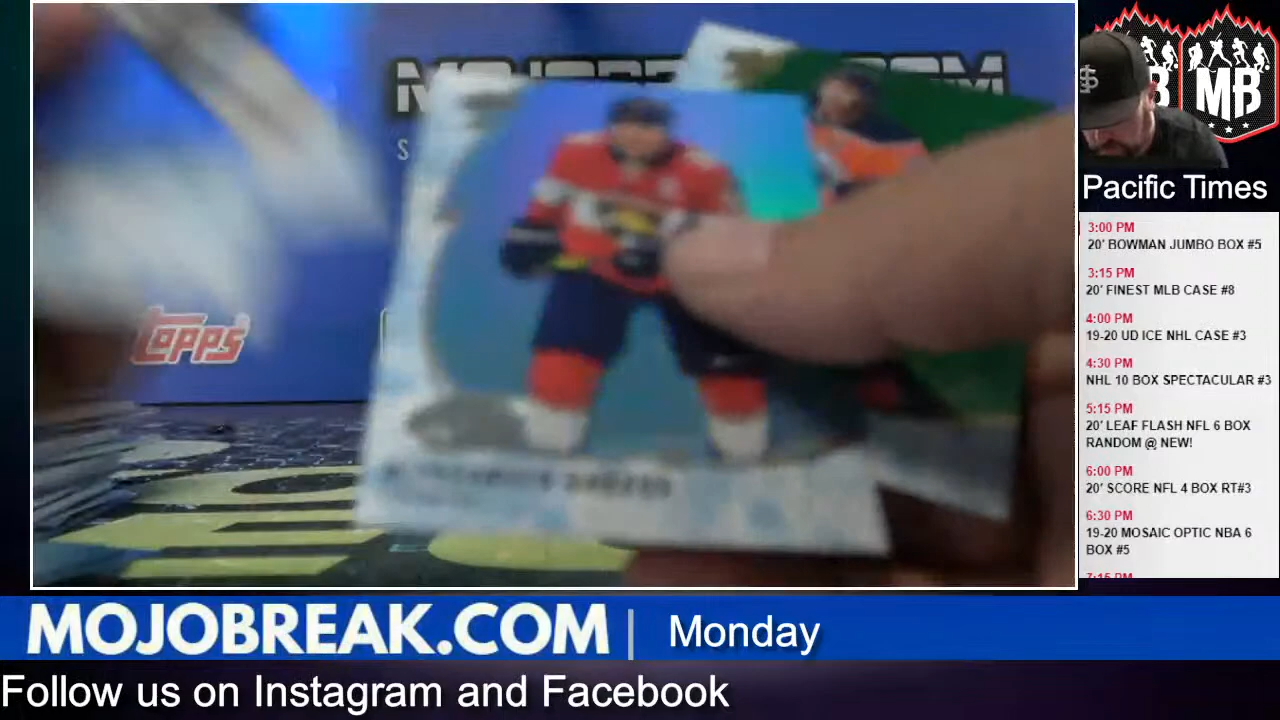 MB
Pacific Times
3:00 PM
20' BOWMAN JUMBO BOX #5
3:15 PM
20' FINEST MLB CASE #8
4:00 PM
19-20 UD ICE NHL CASE #3
4:30 PM
NHL 10 BOX SPECTACULAR #3
5:15 PM
20' LEAF FLASH NFL 6 BOX
RANDOM @ NEW!
6:00 PM
20' SCORE NFL 4 BOX RT#3
6:30 PM
19-20 MOSAIC OPTIC NBA 6
BOX #5
7:15 PM
TOPPS
MOJOBREAK.COM | Monday
Follow us on Instagram and Facebook